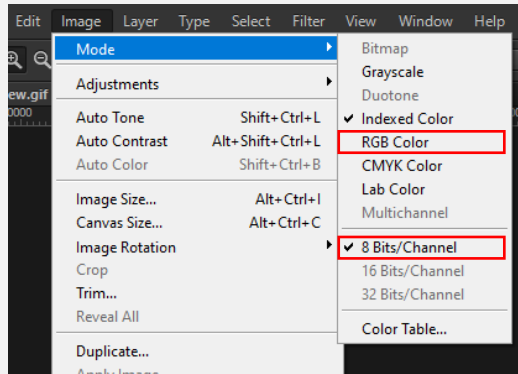 Edit Image Layer Type Select Filter View Window Help
ew.gif
0000
Mode
Adjustments
Auto Tone Shift+Ctrl+L
Auto Contrast Alt+Shift+Ctrl+L
Auto Color Shift+Ctrl+B
Image Size... Alt+Ctrl+I
Canvas Size... Alt+Ctrl+C
Image Rotation
Crop
Trim...
Reveal All
Duplicate...
Apply Image...
Bitmap
Grayscale
Duotone
Indexed Color
RGB Color
CMYK Color
Lab Color
Multichannel
8 Bits/Channel
16 Bits/Channel
32 Bits/Channel
Color Table...